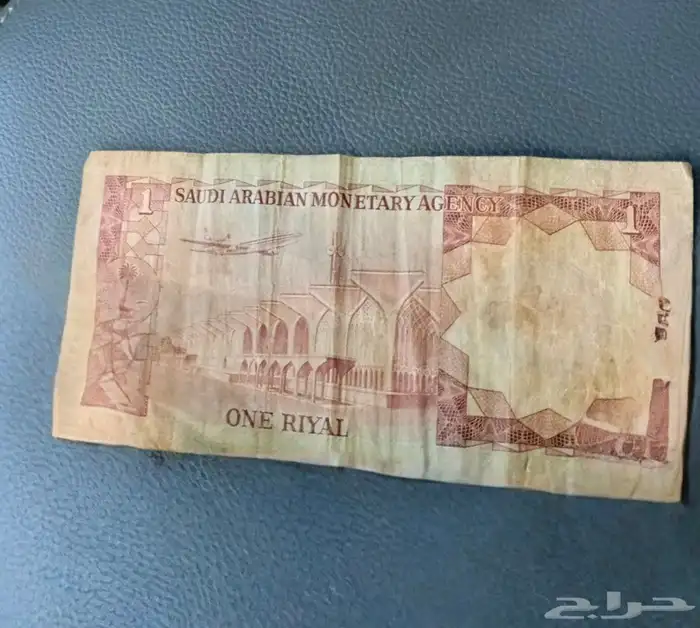 1 SAUDI ARABIAN MONETARY AGENCY 1
ONE RIYAL
حراج